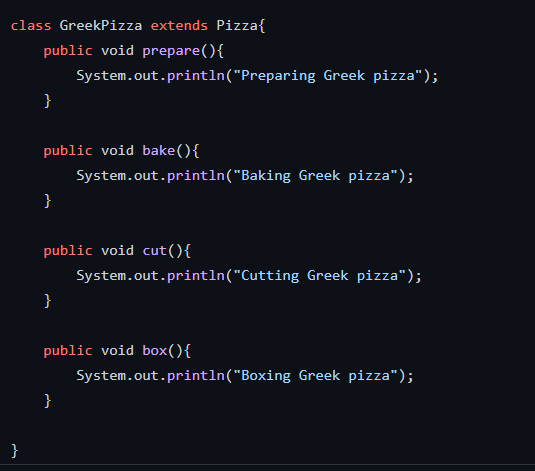 class GreekPizza extends Pizza{
public void prepare(){
System.out.println("Preparing Greek pizza");
}
public void bake(){
System.out.println("Baking Greek pizza");
}
public void cut(){
System.out.println("Cutting Greek pizza");
}
public void box(){
System.out.println("Boxing Greek pizza");
}
}